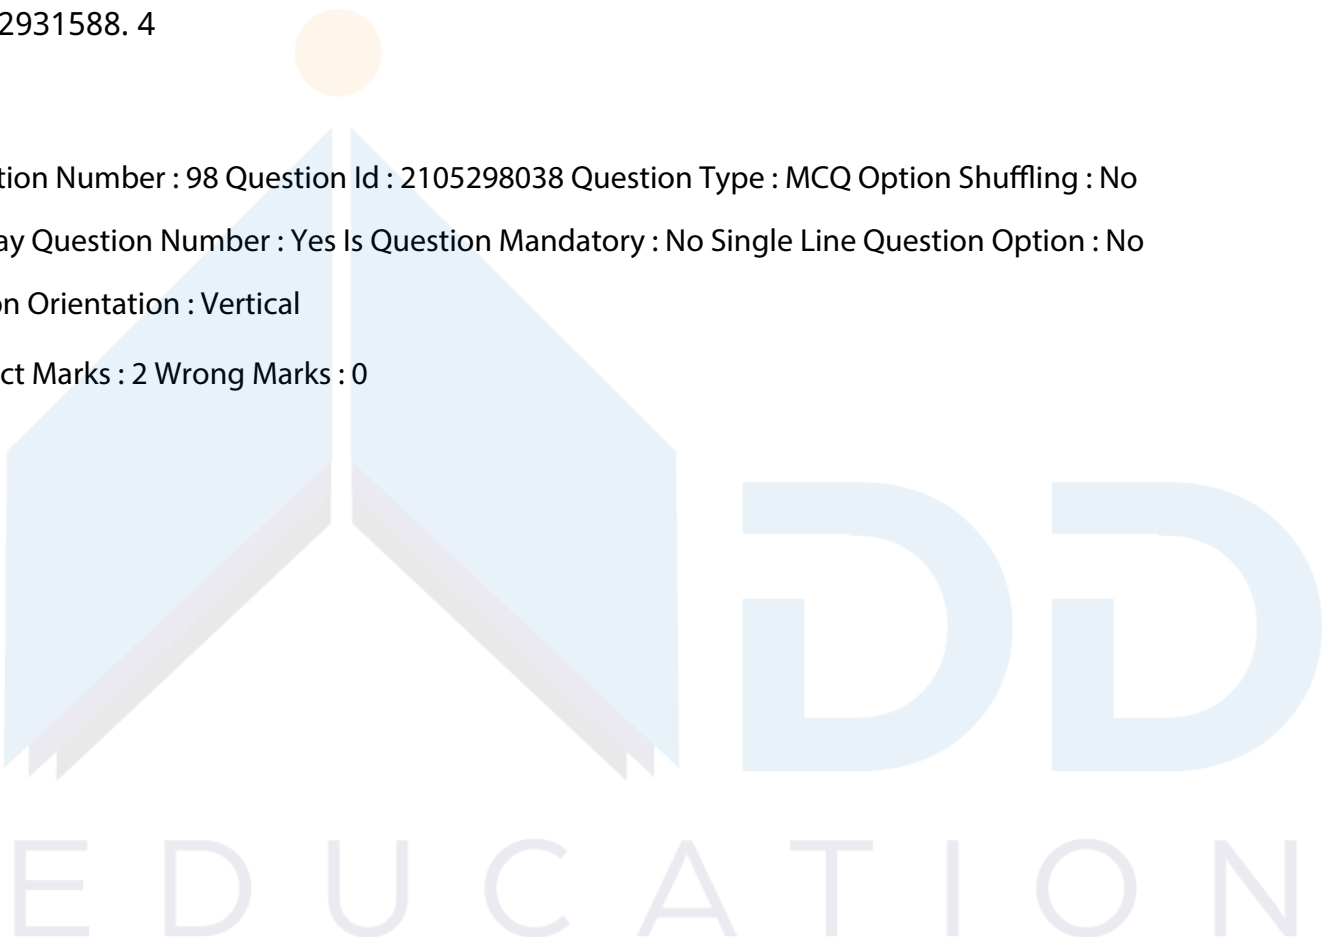 2931588. 4
tion Number : 98 Question Id : 2105298038 Question Type : MCQ Option Shuffling : No
ay Question Number : Yes Is Question Mandatory : No Single Line Question Option : No
on Orientation : Vertical
ct Marks : 2 Wrong Marks : 0
DD
EDUCATION